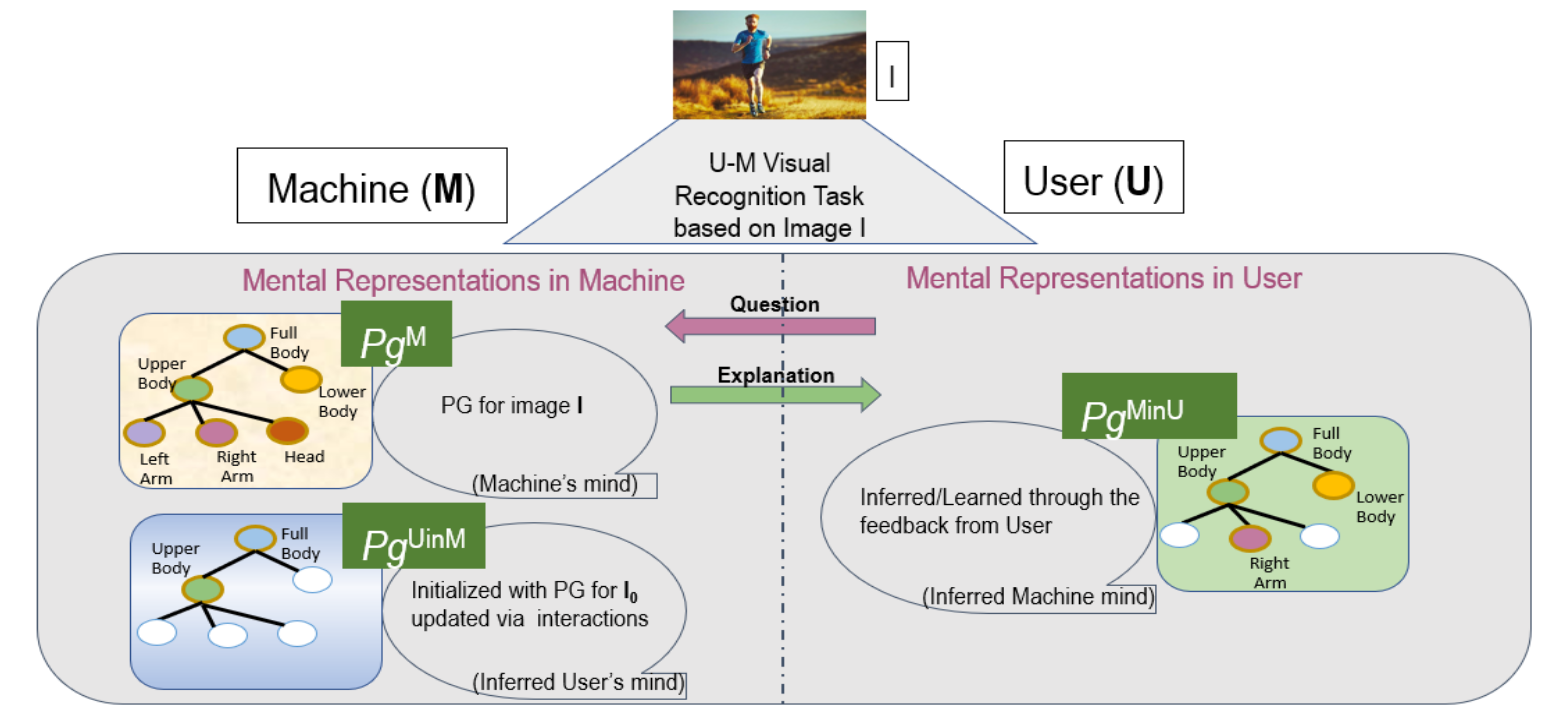 I
Machine (M)
U-M Visual
Recognition Task
based on Image I
User (U)
Mental Representations in Machine
Mental Representations in User
Question
Explanation
Pg^M
Full
Body
Upper
Body
Lower
Body
Left
Arm
Right
Arm
Head
PG for image I
(Machine's mind)
Pg^UinM
Full
Body
Upper
Body
Initialized with PG for I₀
updated via interactions
(Inferred User's mind)
Pg^MinU
Inferred/Learned through the
feedback from User
(Inferred Machine mind)
Full
Body
Upper
Body
Lower
Body
Right
Arm